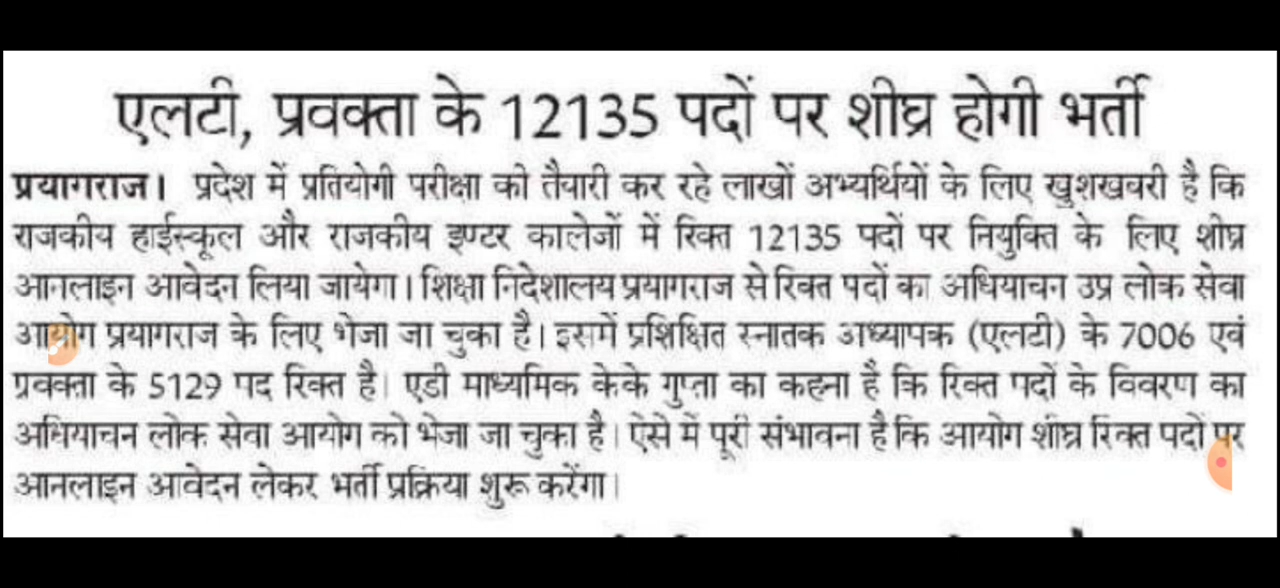 एलटी, प्रवक्ता के 12135 पदों पर शीघ्र होगी भर्ती
प्रयागराज। प्रदेश में प्रतियोगी परीक्षा की तैयारी कर रहे लाखों अभ्यर्थियों के लिए खुशखबरी है कि
राजकीय हाईस्कूल और राजकीय इण्टर कालेजों में रिक्त 12135 पदों पर नियुक्ति के लिए शीघ्र
आनलाइन आवेदन लिया जायेगा। शिक्षा निदेशालय प्रयागराज से रिक्त पदों का अधियाचन उप्र लोक सेवा
आयोग प्रयागराज के लिए भेजा जा चुका है। इसमें प्रशिक्षित स्नातक अध्यापक (एलटी) के 7006 एवं
प्रवक्ता के 5129 पद रिक्त है। एडी माध्यमिक केके गुप्ता का कहना है कि रिक्त पदों के विवरण का
अधियाचन लोक सेवा आयोग को भेजा जा चुका है। ऐसे में पूरी संभावना है कि आयोग शीघ्र रिक्त पदों पर
आनलाइन आवेदन लेकर भर्ती प्रक्रिया शुरू करेंगा।